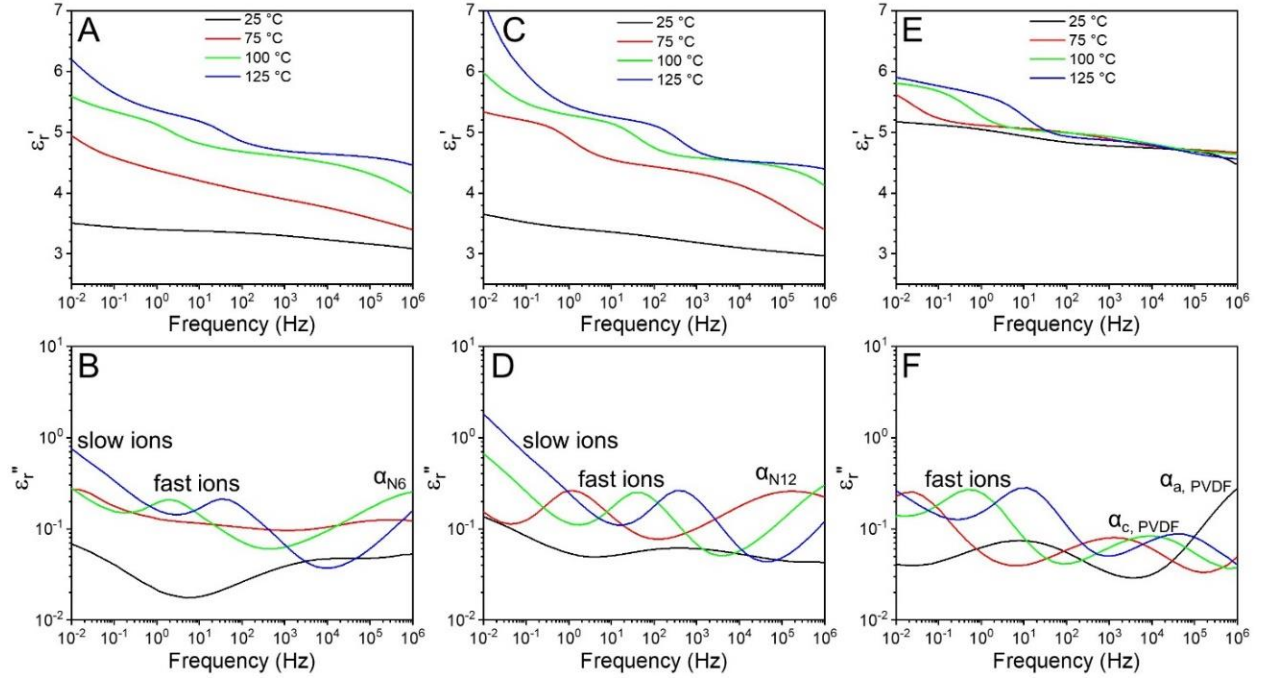 A
25 °C
75 °C
100 °C
125 °C
εr'
7
6
5
4
3
10⁻² 10⁻¹ 10⁰ 10¹ 10² 10³ 10⁴ 10⁵ 10⁶
Frequency (Hz)
C
25 °C
75 °C
100 °C
125 °C
εr'
7
6
5
4
3
10⁻² 10⁻¹ 10⁰ 10¹ 10² 10³ 10⁴ 10⁵ 10⁶
Frequency (Hz)
E
25 °C
75 °C
100 °C
125 °C
εr'
7
6
5
4
3
10⁻² 10⁻¹ 10⁰ 10¹ 10² 10³ 10⁴ 10⁵ 10⁶
Frequency (Hz)
B
slow ions
fast ions
αN6
εr"
10¹
10⁰
10⁻¹
10⁻²
10⁻² 10⁻¹ 10⁰ 10¹ 10² 10³ 10⁴ 10⁵ 10⁶
Frequency (Hz)
D
slow ions
fast ions
αN12
εr"
10¹
10⁰
10⁻¹
10⁻²
10⁻² 10⁻¹ 10⁰ 10¹ 10² 10³ 10⁴ 10⁵ 10⁶
Frequency (Hz)
F
fast ions
αa, PVDF
αc, PVDF
εr"
10¹
10⁰
10⁻¹
10⁻²
10⁻² 10⁻¹ 10⁰ 10¹ 10² 10³ 10⁴ 10⁵ 10⁶
Frequency (Hz)